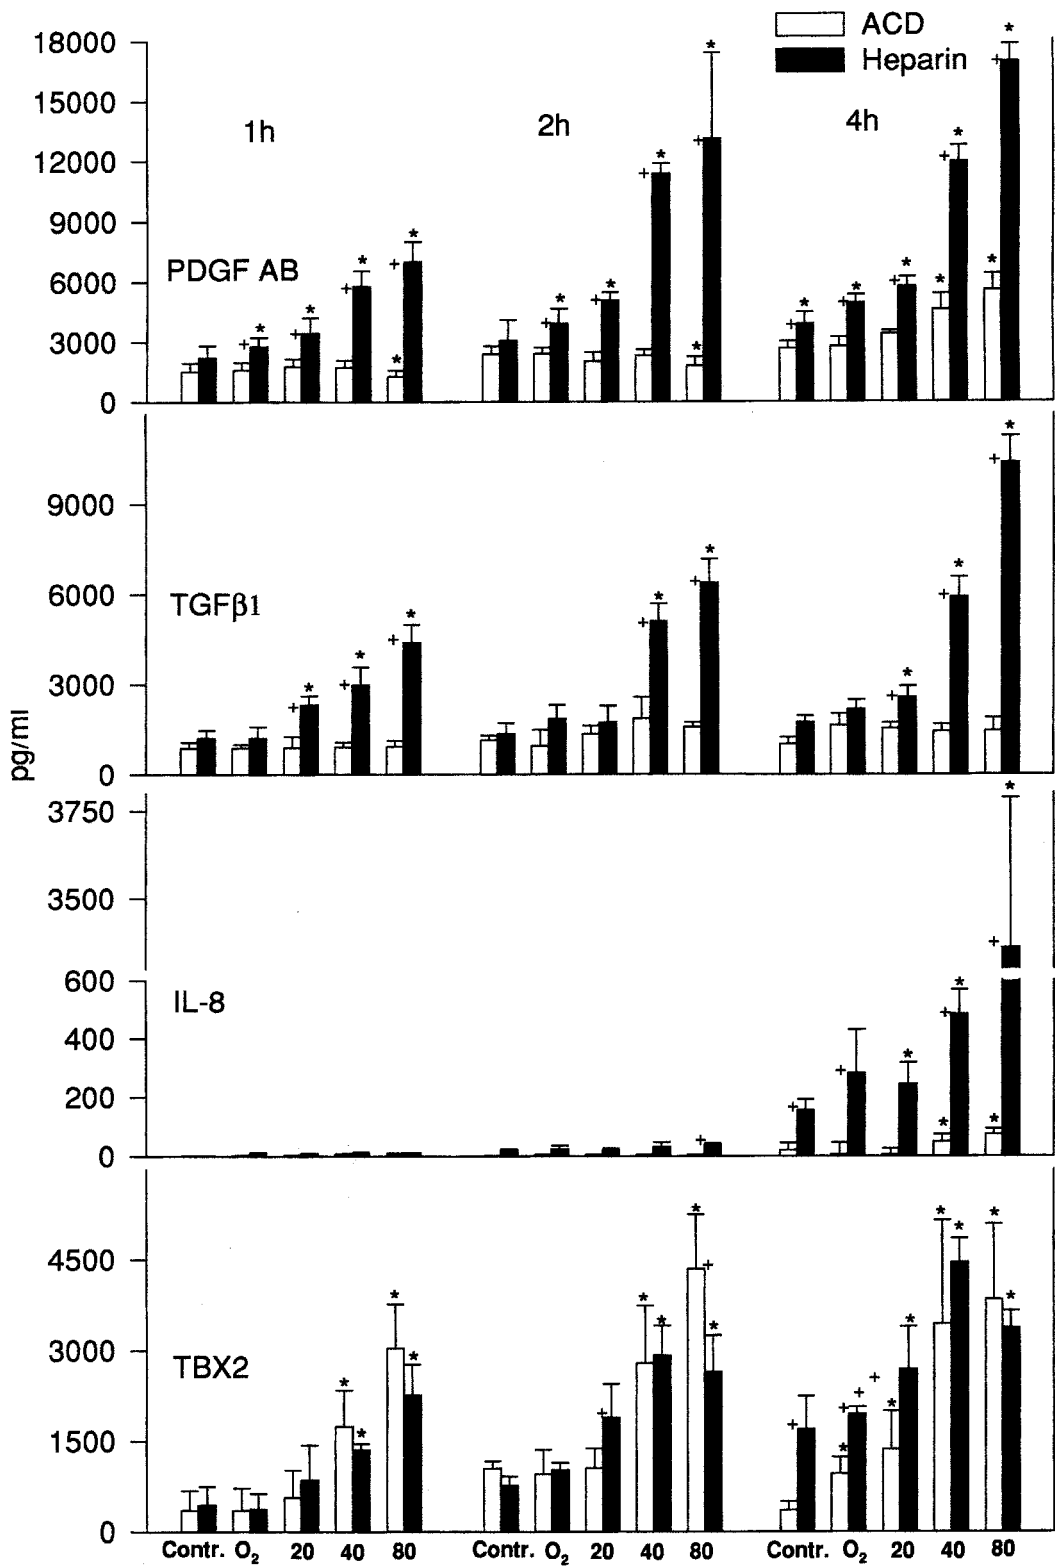 ACD
Heparin
18000
15000
12000
9000
6000
3000
0
1h
2h
4h
PDGF AB
9000
6000
3000
0
TGFβ1
pg/ml
3750
3500
600
400
200
0
IL-8
4500
3000
1500
0
TBX2
Contr. O2 20 40 80 Contr. O2 20 40 80 Contr. O2 20 40 80